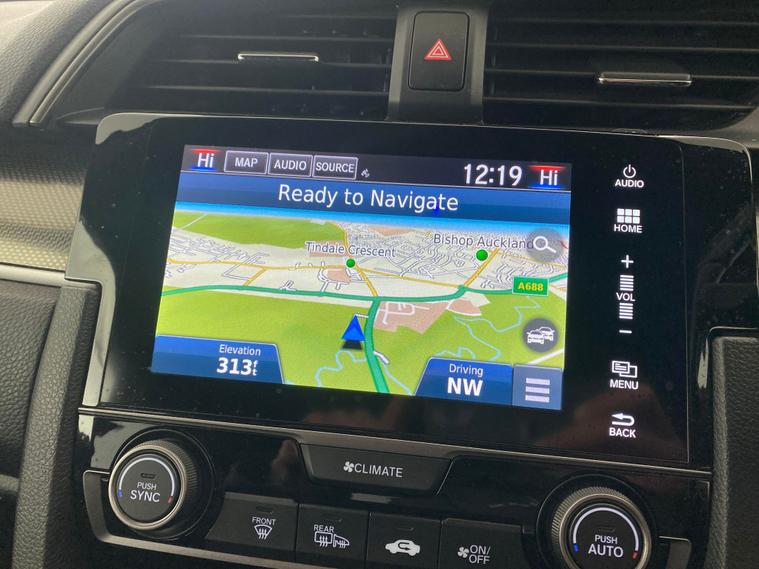 Hi MAP AUDIO SOURCE 12:19 Hi
Ready to Navigate
Tindale Crescent
Bishop Auckland
A688
Elevation
313 ft
Driving
NW
AUDIO
HOME
+
VOL
−
MENU
BACK
PUSH
SYNC
CLIMATE
FRONT
REAR
ON/
OFF
PUSH
AUTO